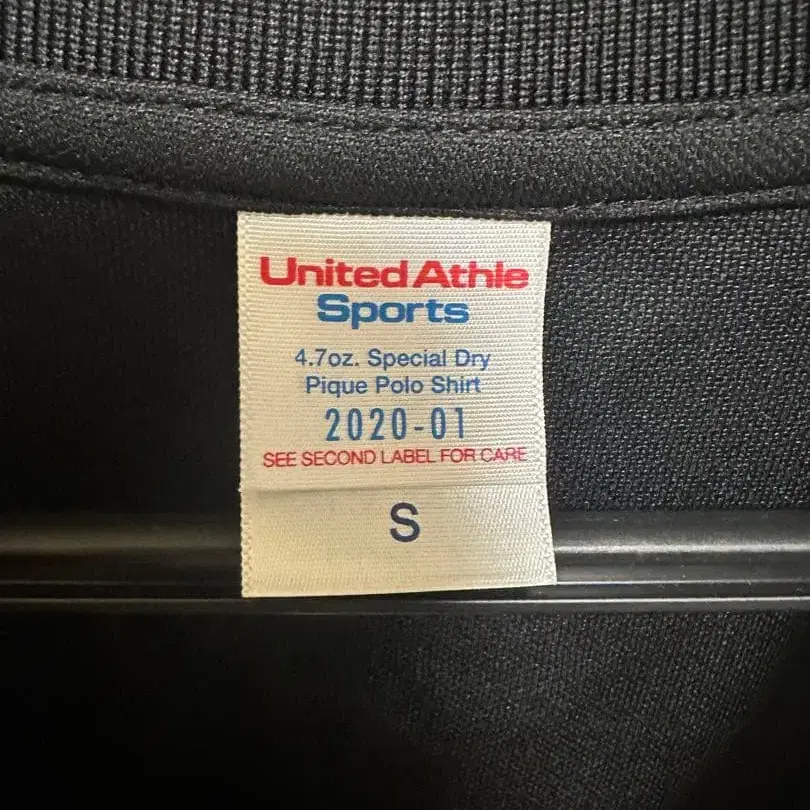 United Athle
Sports
4.7oz. Special Dry
Pique Polo Shirt
2020-01
SEE SECOND LABEL FOR CARE
S